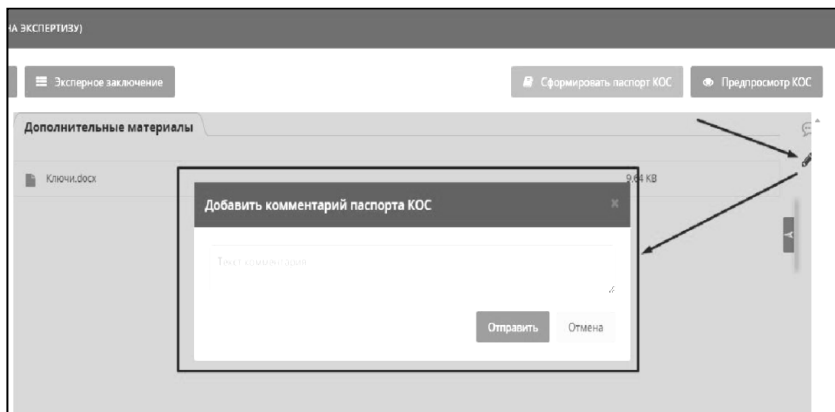 НА ЭКСПЕРТИЗУ)
Эксперное заключение
Сформировать паспорт КОС
Предпросмотр КОС
Дополнительные материалы
Ключи.docx
9.64 KB
Добавить комментарий паспорта КОС
Текст комментария
Отправить
Отмена